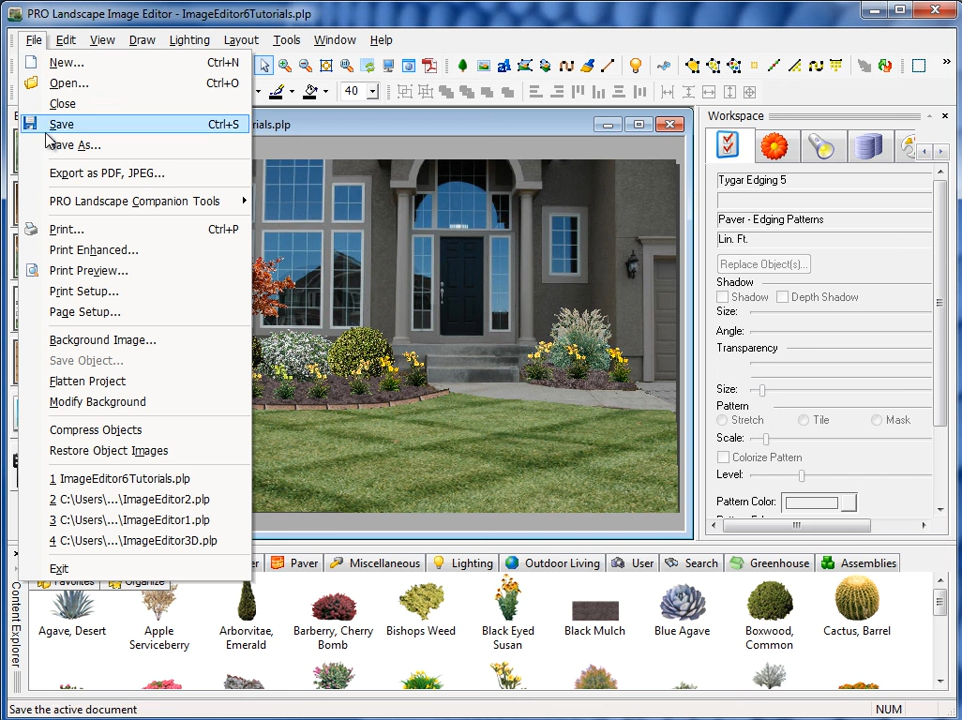 PRO Landscape Image Editor - ImageEditor6Tutorials.plp
File Edit View Draw Lighting Layout Tools Window Help
New... Ctrl+N
Open... Ctrl+O
Close
Save Ctrl+S
Save As...
Export as PDF, JPEG...
PRO Landscape Companion Tools
Print... Ctrl+P
Print Enhanced...
Print Preview...
Print Setup...
Page Setup...
Background Image...
Save Object...
Flatten Project
Modify Background
Compress Objects
Restore Object Images
1 ImageEditor6Tutorials.plp
2 C:\Users\...\ImageEditor2.plp
3 C:\Users\...\ImageEditor1.plp
4 C:\Users\...\ImageEditor3D.plp
Exit
40
ials.plp
Workspace
Tygar Edging 5
Paver - Edging Patterns
Lin. Ft.
Replace Object(s)...
Shadow
Shadow Depth Shadow
Size:
Angle:
Transparency
Size:
Pattern
Stretch Tile Mask
Scale:
Colorize Pattern
Level:
Pattern Color:
er Paver Miscellaneous Lighting Outdoor Living User Search Greenhouse Assemblies
Favorites Organize
Content Explorer
Agave, Desert
Apple Serviceberry
Arborvitae, Emerald
Barberry, Cherry Bomb
Bishops Weed
Black Eyed Susan
Black Mulch
Blue Agave
Boxwood, Common
Cactus, Barrel
Save the active document
NUM